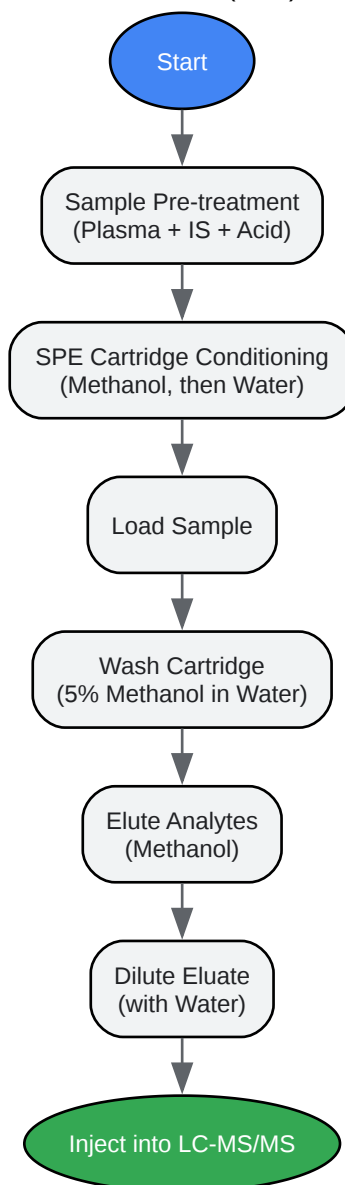 Start
Sample Pre-treatment
(Plasma + IS + Acid)
SPE Cartridge Conditioning
(Methanol, then Water)
Load Sample
Wash Cartridge
(5% Methanol in Water)
Elute Analytes
(Methanol)
Dilute Eluate
(with Water)
Inject into LC-MS/MS